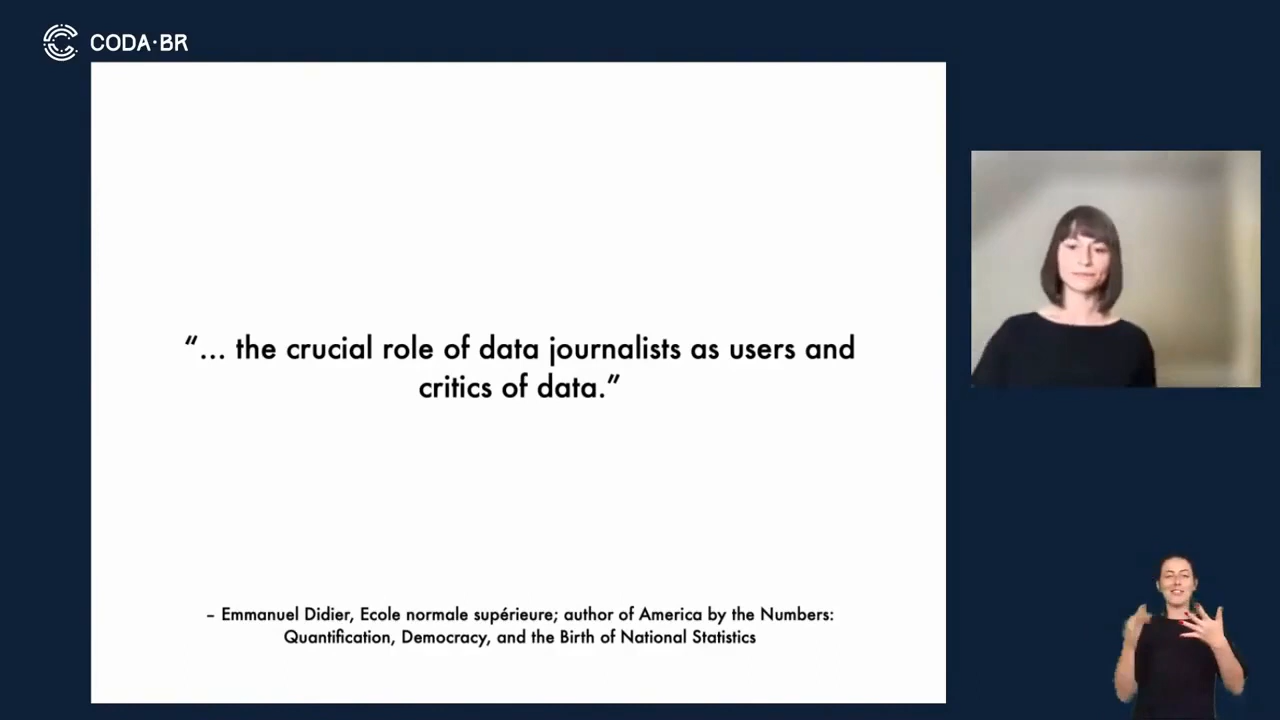 CODA·BR
“... the crucial role of data journalists as users and
critics of data.”
– Emmanuel Didier, Ecole normale supérieure; author of America by the Numbers:
Quantification, Democracy, and the Birth of National Statistics